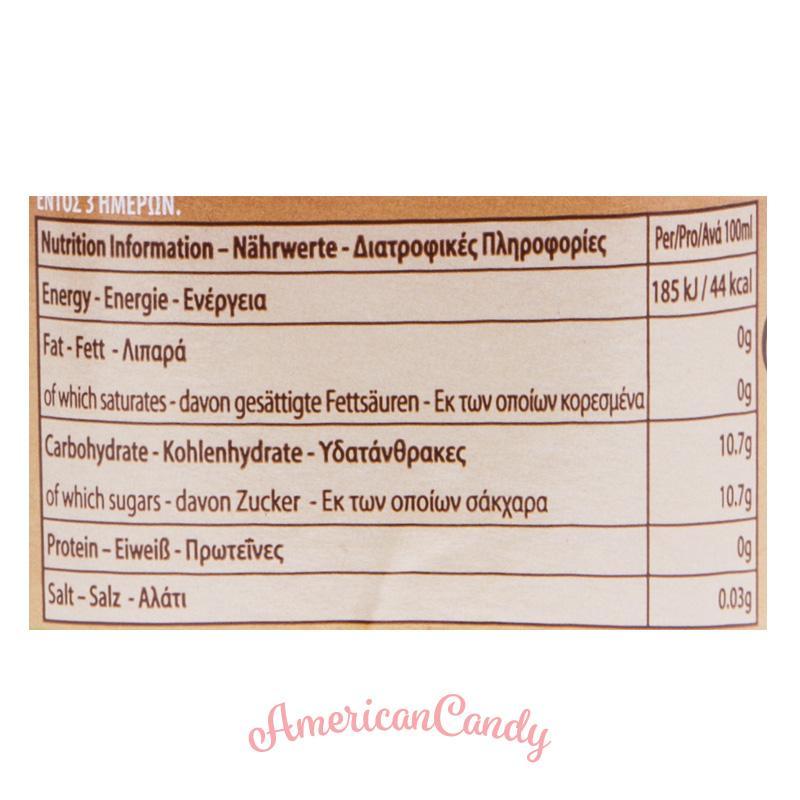 ΕΝΤΟΣ 3 ΗΜΕΡΩΝ.
Nutrition Information – Nährwerte - Διατροφικές Πληροφορίες Per/Pro/Ανά 100ml
Energy - Energie - Ενέργεια 185 kJ / 44 kcal
Fat - Fett - Λιπαρά 0g
of which saturates - davon gesättigte Fettsäuren - Εκ των οποίων κορεσμένα 0g
Carbohydrate - Kohlenhydrate - Υδατάνθρακες 10.7g
of which sugars - davon Zucker - Εκ των οποίων σάκχαρα 10.7g
Protein – Eiweiß - Πρωτεΐνες 0g
Salt – Salz - Αλάτι 0.03g
AmericanCandy